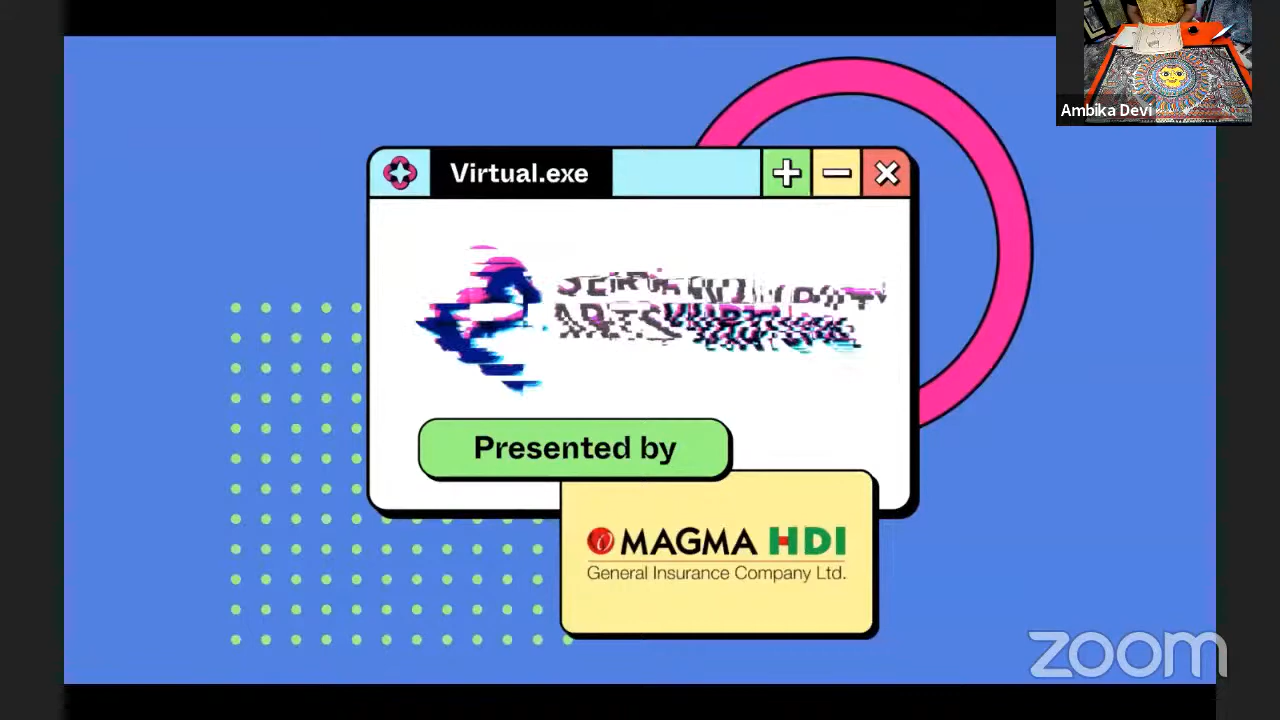 Ambika Devi
Virtual.exe
Presented by
MAGMA HDI
General Insurance Company Ltd.
zoom